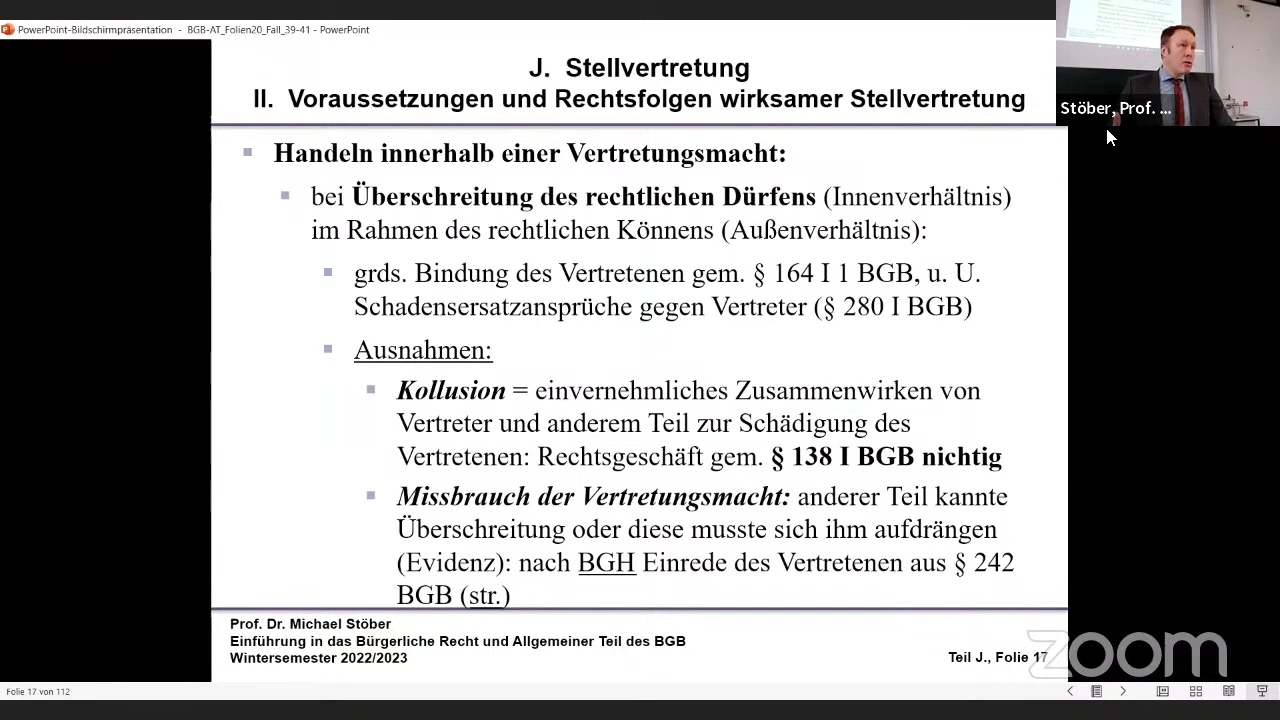 PowerPoint-Bildschirmpräsentation - BGB-AT_Folien20_Fall_39-41 - PowerPoint
J. Stellvertretung
II. Voraussetzungen und Rechtsfolgen wirksamer Stellvertretung
Stöber, Prof. ...
Handeln innerhalb einer Vertretungsmacht:
bei Überschreitung des rechtlichen Dürfens (Innenverhältnis)
im Rahmen des rechtlichen Könnens (Außenverhältnis):
grds. Bindung des Vertretenen gem. § 164 I 1 BGB, u. U.
Schadensersatzansprüche gegen Vertreter (§ 280 I BGB)
Ausnahmen:
Kollusion = einvernehmliches Zusammenwirken von
Vertreter und anderem Teil zur Schädigung des
Vertretenen: Rechtsgeschäft gem. § 138 I BGB nichtig
Missbrauch der Vertretungsmacht: anderer Teil kannte
Überschreitung oder diese musste sich ihm aufdrängen
(Evidenz): nach BGH Einrede des Vertretenen aus § 242
BGB (str.)
Prof. Dr. Michael Stöber
Einführung in das Bürgerliche Recht und Allgemeiner Teil des BGB
Wintersemester 2022/2023
Teil J., Folie 17
zoom
Folie 17 von 112